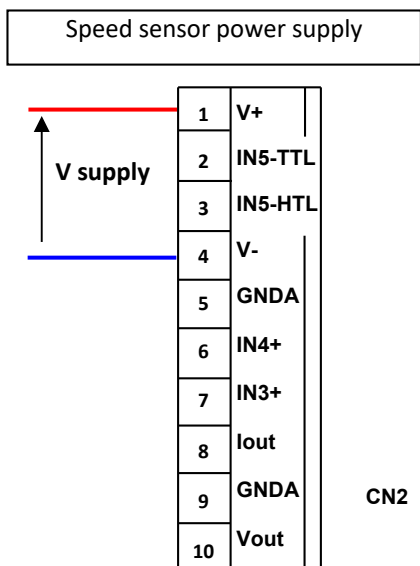 Speed sensor power supply
1 V+
2 IN5-TTL
V supply
3 IN5-HTL
4 V-
5 GNDA
6 IN4+
7 IN3+
8 Iout
9 GNDA
CN2
10 Vout